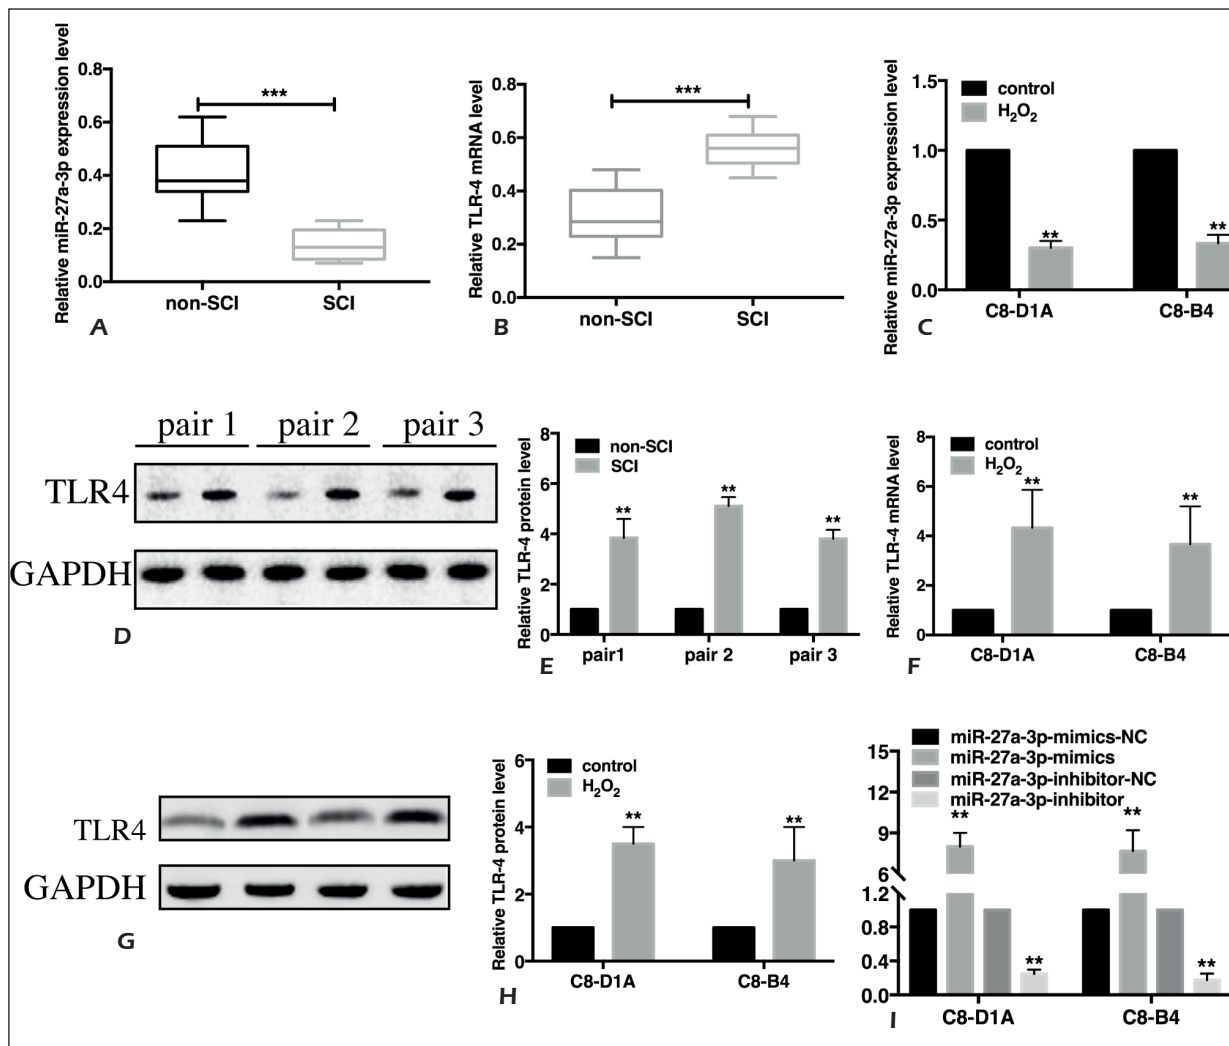 Relative miR-27a-3p expression level
0.8
0.6
0.4
0.2
0.0
***
non-SCI SCI
A
Relative TLR-4 mRNA level
0.8
0.6
0.4
0.2
0.0
***
non-SCI SCI
B
Relative miR-27a-3p expression level
1.5
1.0
0.5
0.0
control
H₂O₂
** **
C8-D1A C8-B4
C
pair 1 pair 2 pair 3
TLR4
GAPDH
D
Relative TLR-4 protein level
8
6
4
2
0
non-SCI
SCI
** ** **
pair1 pair 2 pair 3
E
Relative TLR-4 mRNA level
8
6
4
2
0
control
H₂O₂
** **
C8-D1A C8-B4
F
TLR4
GAPDH
G
Relative TLR-4 protein level
6
4
2
0
control
H₂O₂
** **
C8-D1A C8-B4
H
miR-27a-3p-mimics-NC
miR-27a-3p-mimics
miR-27a-3p-inhibitor-NC
miR-27a-3p-inhibitor
15
12
9
6
1.2
0.8
0.4
0.0
** **
** **
C8-D1A C8-B4
I